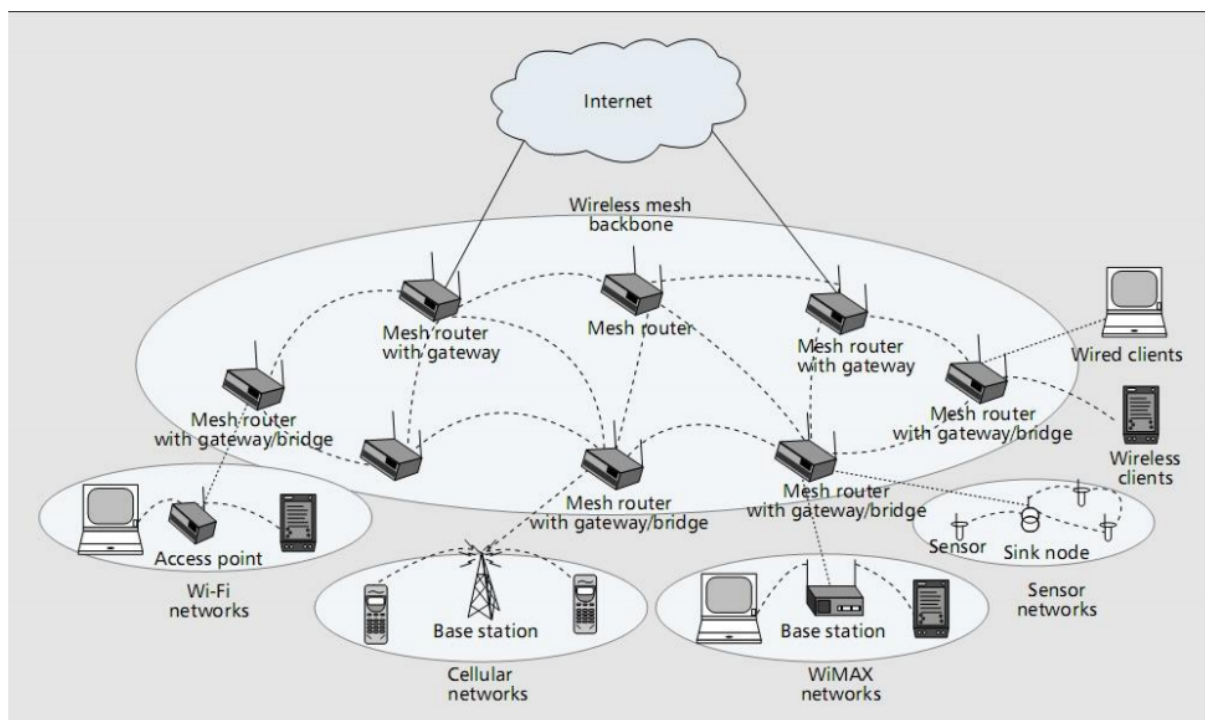 Internet
Wireless mesh
backbone
Mesh router
with gateway
Mesh router
Mesh router
with gateway
Wired clients
Mesh router
with gateway/bridge
Mesh router
with gateway/bridge
Wireless
clients
Mesh router
with gateway/bridge
Mesh router
with gateway/bridge
Access point
Wi-Fi
networks
Sensor
Sink node
Sensor
networks
Base station
Cellular
networks
Base station
WiMAX
networks